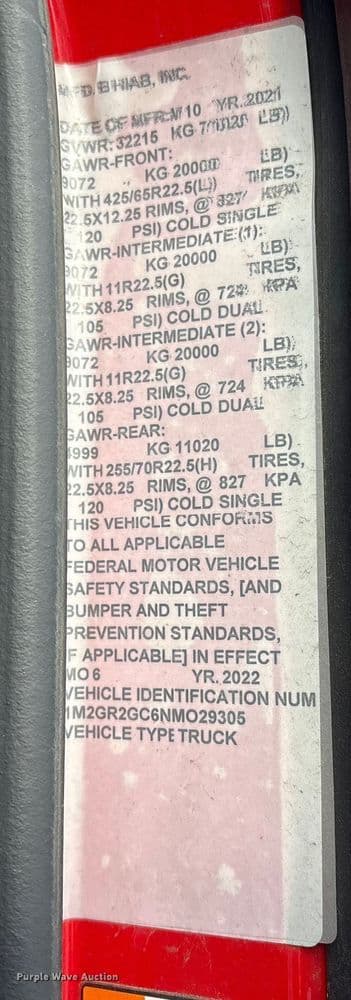 MFD. B HIAB, INC.
DATE OF MFR: M 10 YR. 2021
GVWR: 32215 KG LB)
GAWR-FRONT:
9072 KG 20000 LB)
WITH 425/65R22.5(L) TIRES,
22.5X12.25 RIMS, @ 827 KPA
120 PSI) COLD SINGLE
GAWR-INTERMEDIATE (1):
9072 KG 20000 LB)
WITH 11R22.5(G) TIRES,
22.5X8.25 RIMS, @ 724 KPA
105 PSI) COLD DUAL
GAWR-INTERMEDIATE (2):
9072 KG 20000 LB)
WITH 11R22.5(G) TIRES,
22.5X8.25 RIMS, @ 724 KPA
105 PSI) COLD DUAL
GAWR-REAR:
4999 KG 11020 LB)
WITH 255/70R22.5(H) TIRES,
22.5X8.25 RIMS, @ 827 KPA
120 PSI) COLD SINGLE
THIS VEHICLE CONFORMS
TO ALL APPLICABLE
FEDERAL MOTOR VEHICLE
SAFETY STANDARDS, [AND
BUMPER AND THEFT
PREVENTION STANDARDS,
IF APPLICABLE] IN EFFECT
MO 6 YR. 2022
VEHICLE IDENTIFICATION NUM
1M2GR2GC6NM029305
VEHICLE TYPE TRUCK
Purple Wave Auction